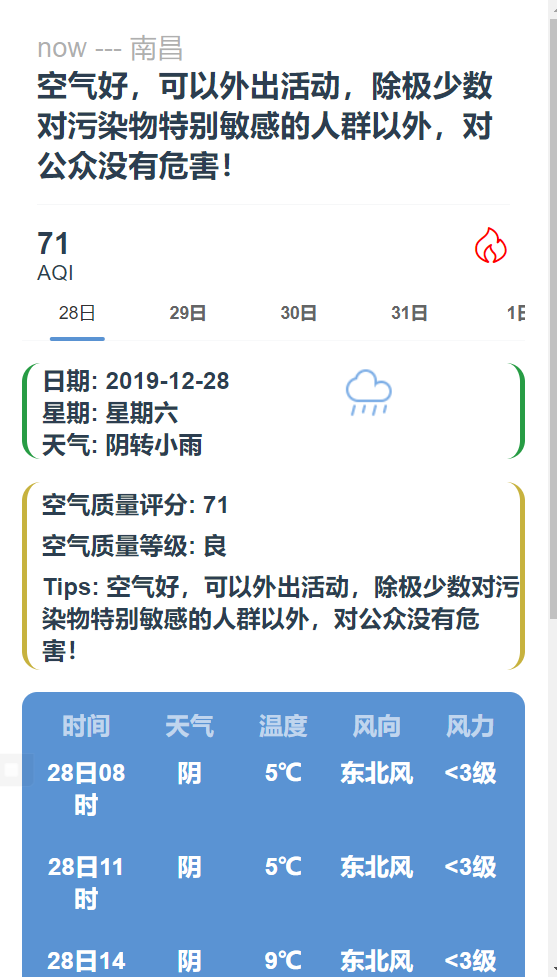 now --- 南昌
空气好，可以外出活动，除极少数
对污染物特别敏感的人群以外，对
公众没有危害！
71
AQI
28日 29日 30日 31日 1日
日期: 2019-12-28
星期: 星期六
天气: 阴转小雨
空气质量评分: 71
空气质量等级: 良
Tips: 空气好，可以外出活动，除极少数对污
染物特别敏感的人群以外，对公众没有危
害！
时间 天气 温度 风向 风力
28日08 阴 5℃ 东北风 <3级
时
28日11 阴 5℃ 东北风 <3级
时
28日14 阴 9℃ 东北风 <3级